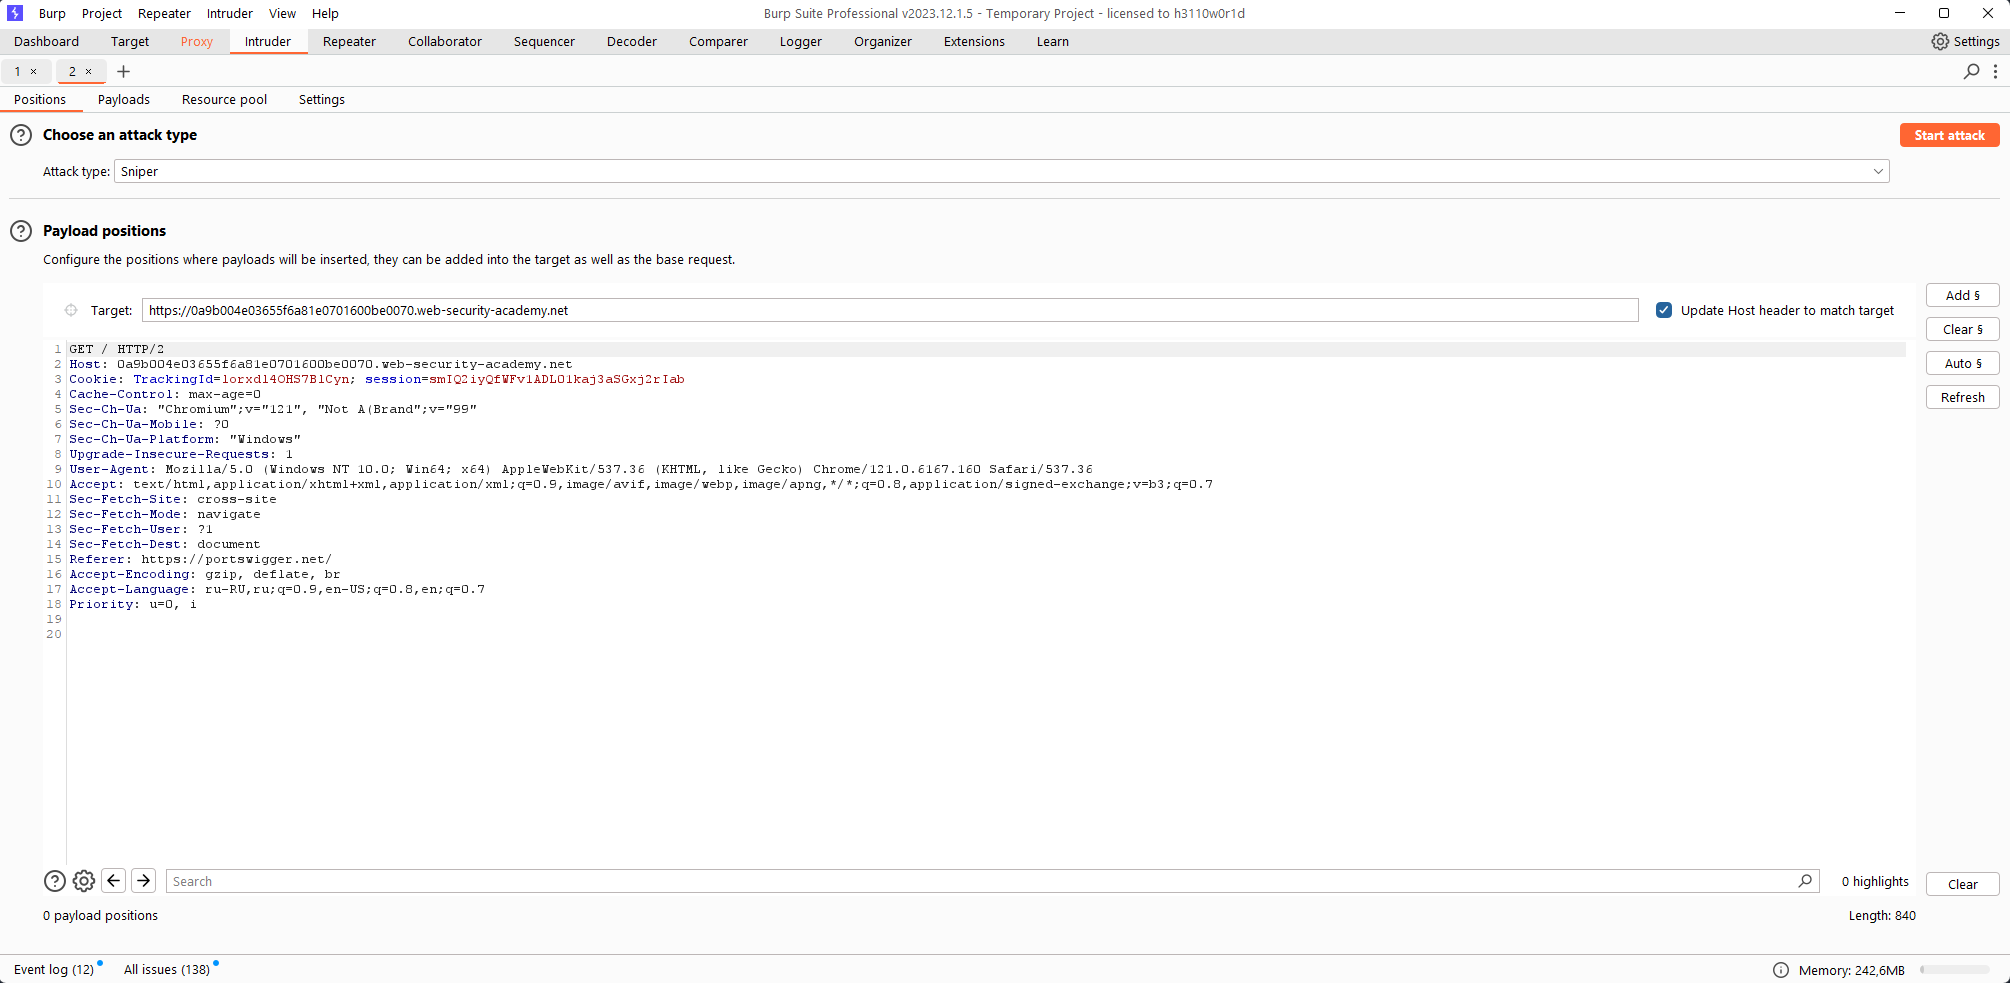 Burp Project Repeater Intruder View Help Burp Suite Professional v2023.12.1.5 - Temporary Project - licensed to h3110w0r1d
Dashboard Target Proxy Intruder Repeater Collaborator Sequencer Decoder Comparer Logger Organizer Extensions Learn Settings
1 × 2 × +
Positions Payloads Resource pool Settings
? Choose an attack type Start attack
Attack type: Sniper
? Payload positions
Configure the positions where payloads will be inserted, they can be added into the target as well as the base request.
Target: https://0a9b004e03655f6a81e0701600be0070.web-security-academy.net Update Host header to match target
Add §
Clear §
Auto §
Refresh
1 GET / HTTP/2
2 Host: 0a9b004e03655f6a81e0701600be0070.web-security-academy.net
3 Cookie: TrackingId=lorxdl4OHS7BlCyn; session=smIQ2iyQfWFvlADLO1kaj3aSGxj2rIab
4 Cache-Control: max-age=0
5 Sec-Ch-Ua: "Chromium";v="121", "Not A(Brand";v="99"
6 Sec-Ch-Ua-Mobile: ?0
7 Sec-Ch-Ua-Platform: "Windows"
8 Upgrade-Insecure-Requests: 1
9 User-Agent: Mozilla/5.0 (Windows NT 10.0; Win64; x64) AppleWebKit/537.36 (KHTML, like Gecko) Chrome/121.0.6167.160 Safari/537.36
10 Accept: text/html,application/xhtml+xml,application/xml;q=0.9,image/avif,image/webp,image/apng,*/*;q=0.8,application/signed-exchange;v=b3;q=0.7
11 Sec-Fetch-Site: cross-site
12 Sec-Fetch-Mode: navigate
13 Sec-Fetch-User: ?1
14 Sec-Fetch-Dest: document
15 Referer: https://portswigger.net/
16 Accept-Encoding: gzip, deflate, br
17 Accept-Language: ru-RU,ru;q=0.9,en-US;q=0.8,en;q=0.7
18 Priority: u=0, i
19
20
? Search 0 highlights Clear
0 payload positions Length: 840
Event log (12) All issues (138) Memory: 242,6MB